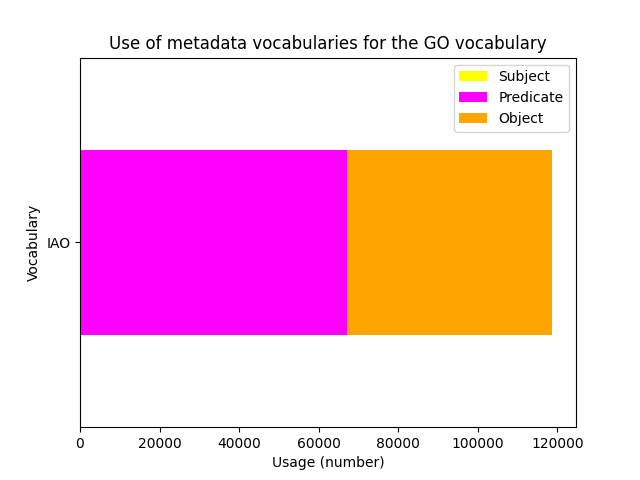 Use of metadata vocabularies for the GO vocabulary
Subject
Predicate
Object
Vocabulary
IAO
0 20000 40000 60000 80000 100000 120000
Usage (number)